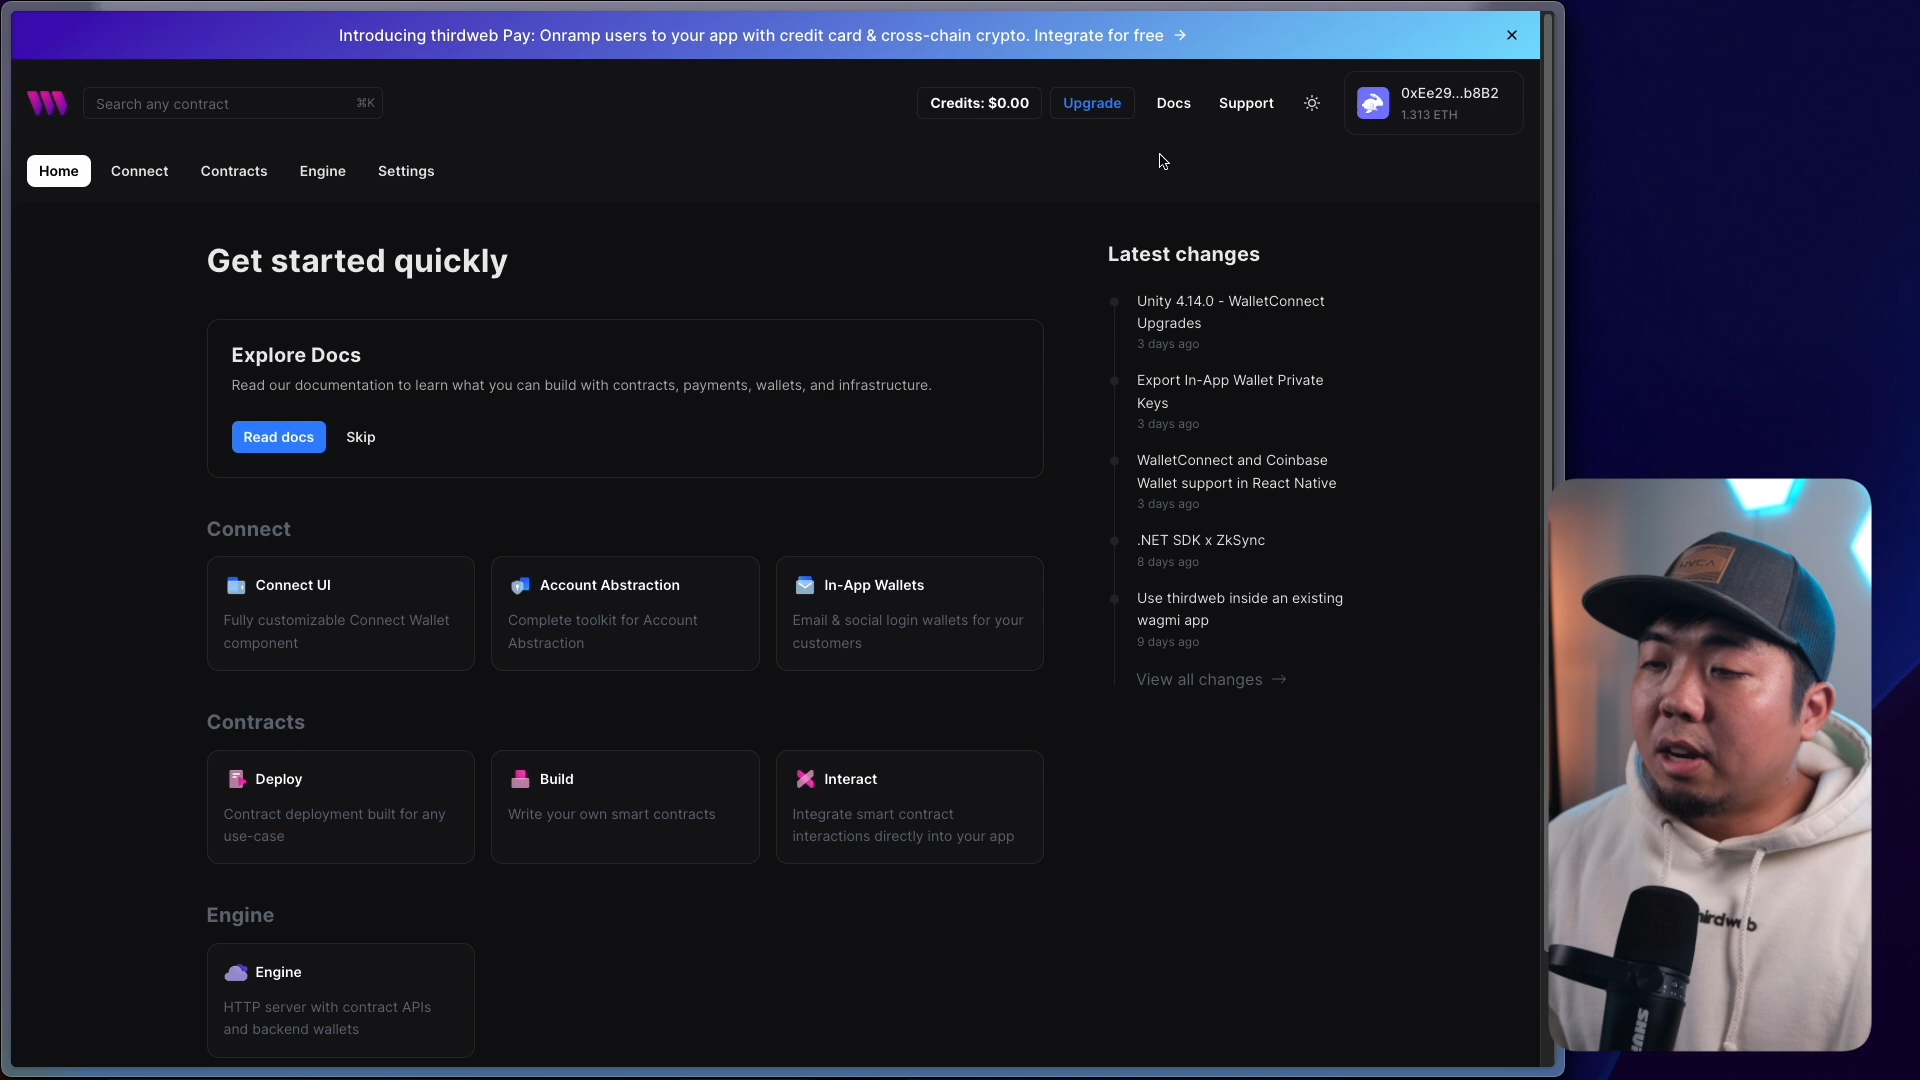 Introducing thirdweb Pay: Onramp users to your app with credit card & cross-chain crypto. Integrate for free →
Search any contract
⌘K
Credits: $0.00
Upgrade
Docs
Support
0xEe29...b8B2
1.313 ETH
Home
Connect
Contracts
Engine
Settings
Get started quickly
Explore Docs
Read our documentation to learn what you can build with contracts, payments, wallets, and infrastructure.
Read docs
Skip
Connect
Connect UI
Fully customizable Connect Wallet
component
Account Abstraction
Complete toolkit for Account
Abstraction
In-App Wallets
Email & social login wallets for your
customers
Contracts
Deploy
Contract deployment built for any
use-case
Build
Write your own smart contracts
Interact
Integrate smart contract
interactions directly into your app
Engine
Engine
HTTP server with contract APIs
and backend wallets
Latest changes
Unity 4.14.0 - WalletConnect
Upgrades
3 days ago
Export In-App Wallet Private
Keys
3 days ago
WalletConnect and Coinbase
Wallet support in React Native
3 days ago
.NET SDK x ZkSync
8 days ago
Use thirdweb inside an existing
wagmi app
9 days ago
View all changes →